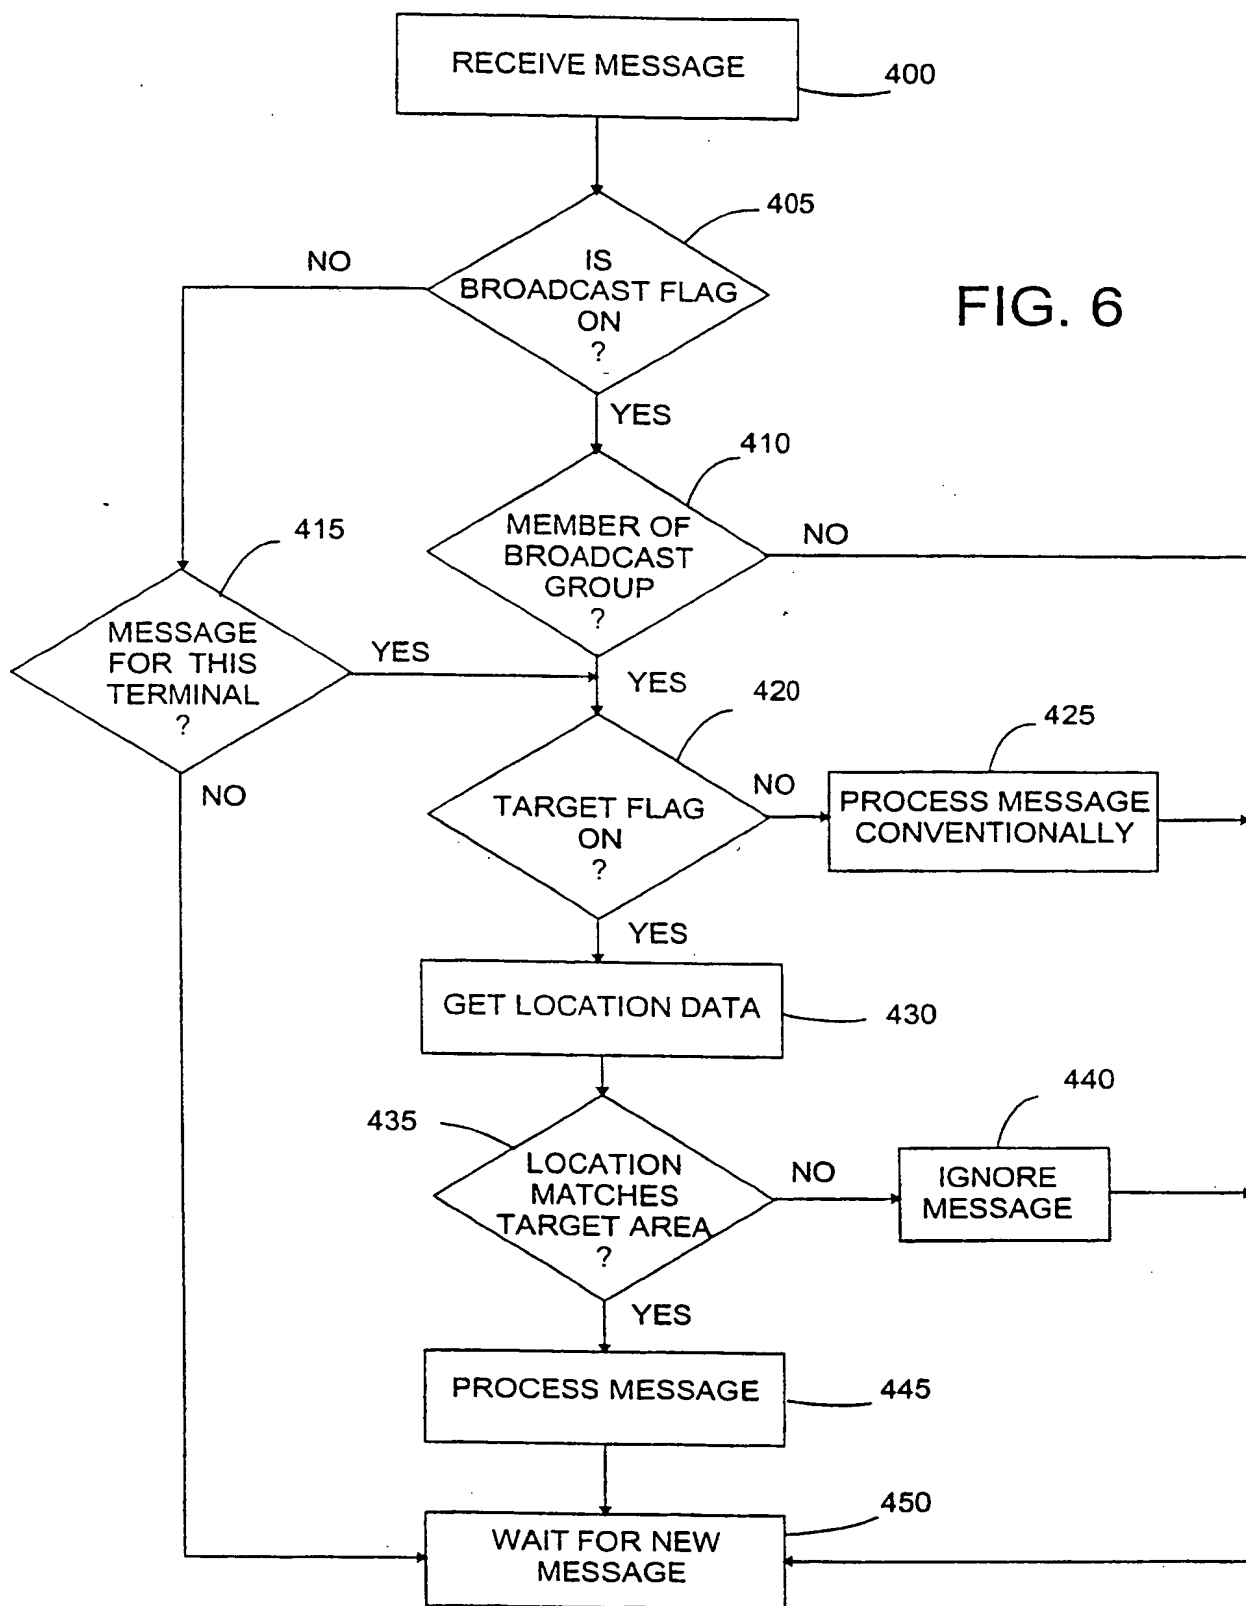 RECEIVE MESSAGE
400
405
NO
IS
BROADCAST FLAG
ON
?
FIG. 6
YES
410
MEMBER OF
BROADCAST
GROUP
?
NO
415
MESSAGE
FOR THIS
TERMINAL
?
YES
YES
420
425
NO
TARGET FLAG
ON
?
NO
PROCESS MESSAGE
CONVENTIONALLY
YES
GET LOCATION DATA
430
435
440
LOCATION
MATCHES
TARGET AREA
?
NO
IGNORE
MESSAGE
YES
PROCESS MESSAGE
445
450
WAIT FOR NEW
MESSAGE